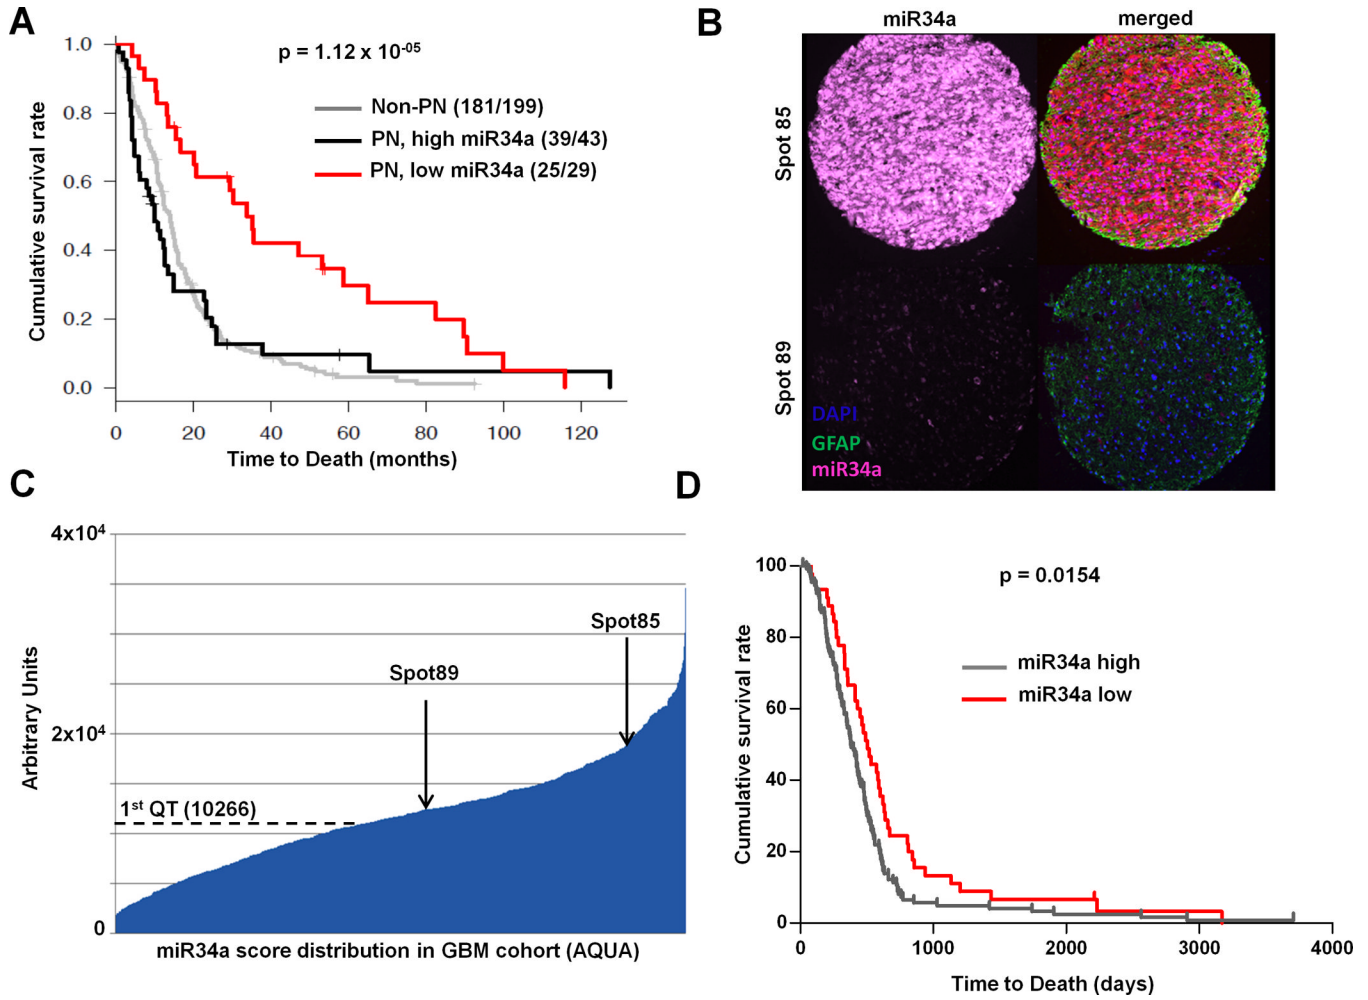 A
p = 1.12 x 10⁻⁰⁵
Non-PN (181/199)
PN, high miR34a (39/43)
PN, low miR34a (25/29)
Cumulative survival rate
1.0
0.8
0.6
0.4
0.2
0.0
0 20 40 60 80 100 120
Time to Death (months)
B
miR34a merged
Spot 85
Spot 89
DAPI
GFAP
miR34a
C
4x10⁴
2x10⁴
0
Arbitrary Units
Spot85
Spot89
1ˢᵗ QT (10266)
miR34a score distribution in GBM cohort (AQUA)
D
p = 0.0154
miR34a high
miR34a low
Cumulative survival rate
100
80
60
40
20
0
0 1000 2000 3000 4000
Time to Death (days)